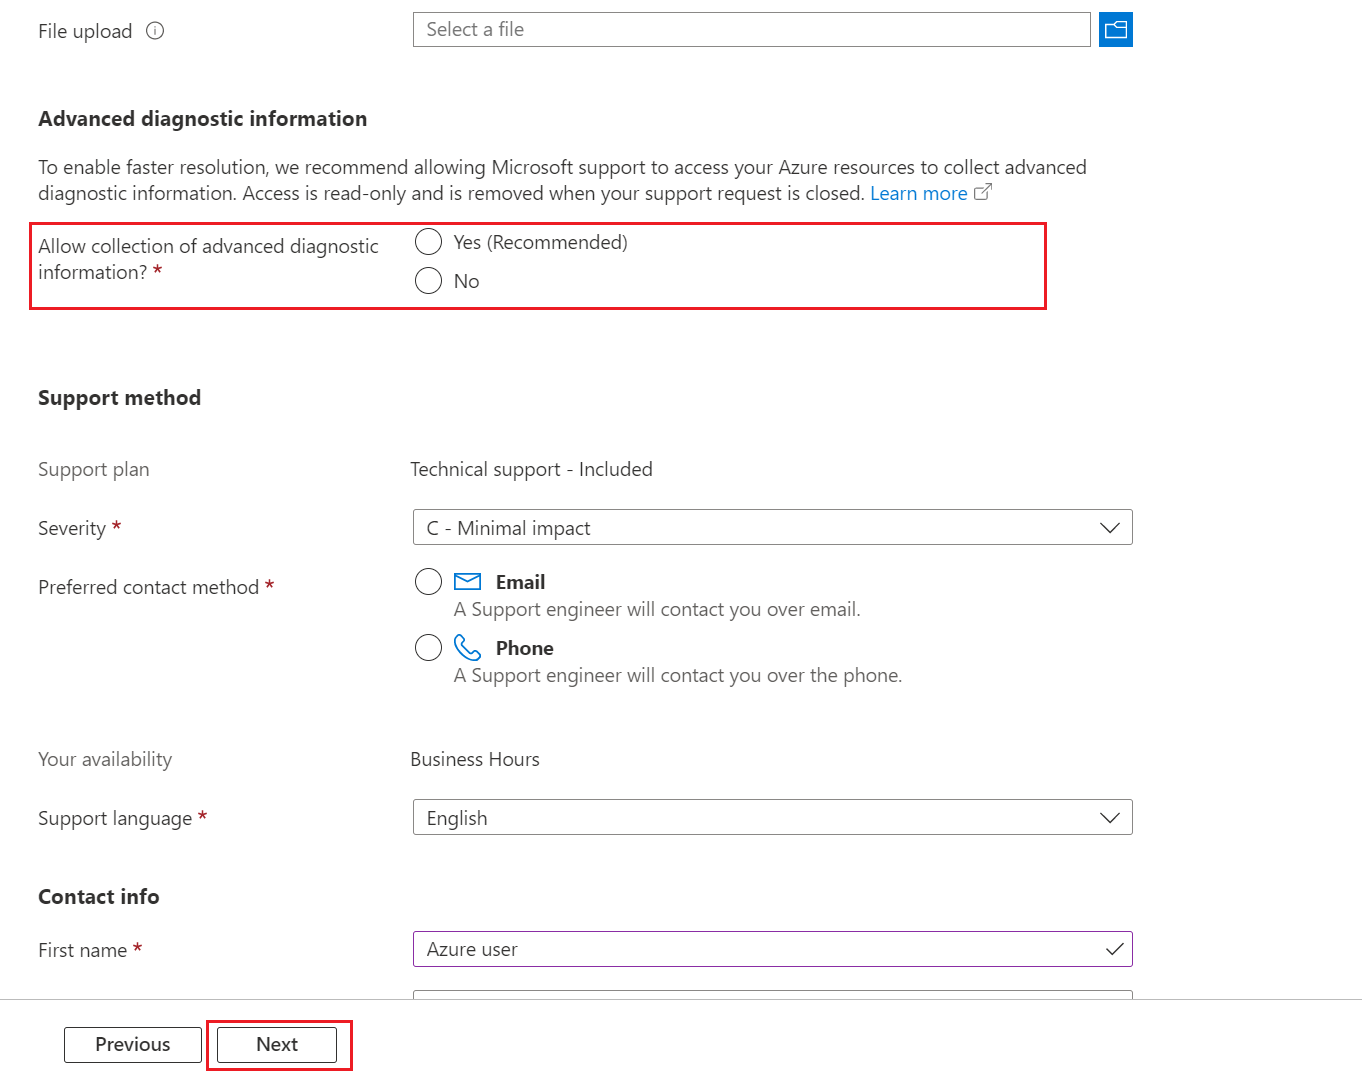 File upload
Select a file
Advanced diagnostic information
To enable faster resolution, we recommend allowing Microsoft support to access your Azure resources to collect advanced
diagnostic information. Access is read-only and is removed when your support request is closed. Learn more
Allow collection of advanced diagnostic
information? *
Yes (Recommended)
No
Support method
Support plan
Technical support - Included
Severity *
C - Minimal impact
Preferred contact method *
Email
A Support engineer will contact you over email.
Phone
A Support engineer will contact you over the phone.
Your availability
Business Hours
Support language *
English
Contact info
First name *
Azure user
Previous
Next